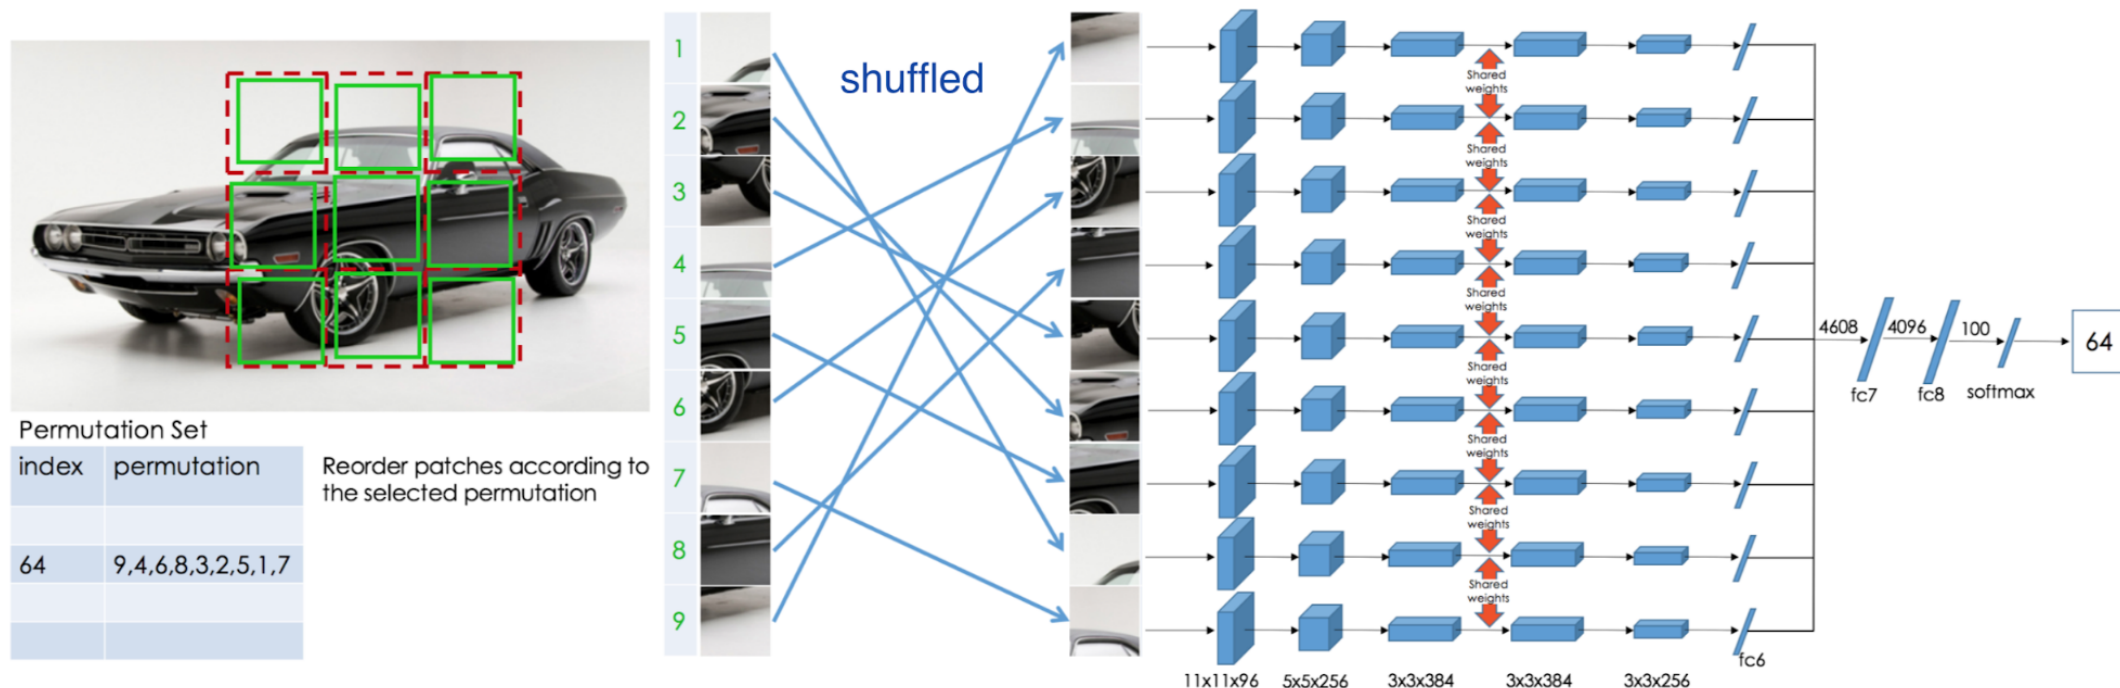 Permutation Set
index permutation
64 9,4,6,8,3,2,5,1,7
Reorder patches according to
the selected permutation
1
2
3
4
5
6
7
8
9
shuffled
Shared
weights
Shared
weights
Shared
weights
Shared
weights
Shared
weights
Shared
weights
Shared
weights
Shared
weights
11x11x96 5x5x256 3x3x384 3x3x384 3x3x256
fc6
4608 4096 100
fc7 fc8 softmax
64